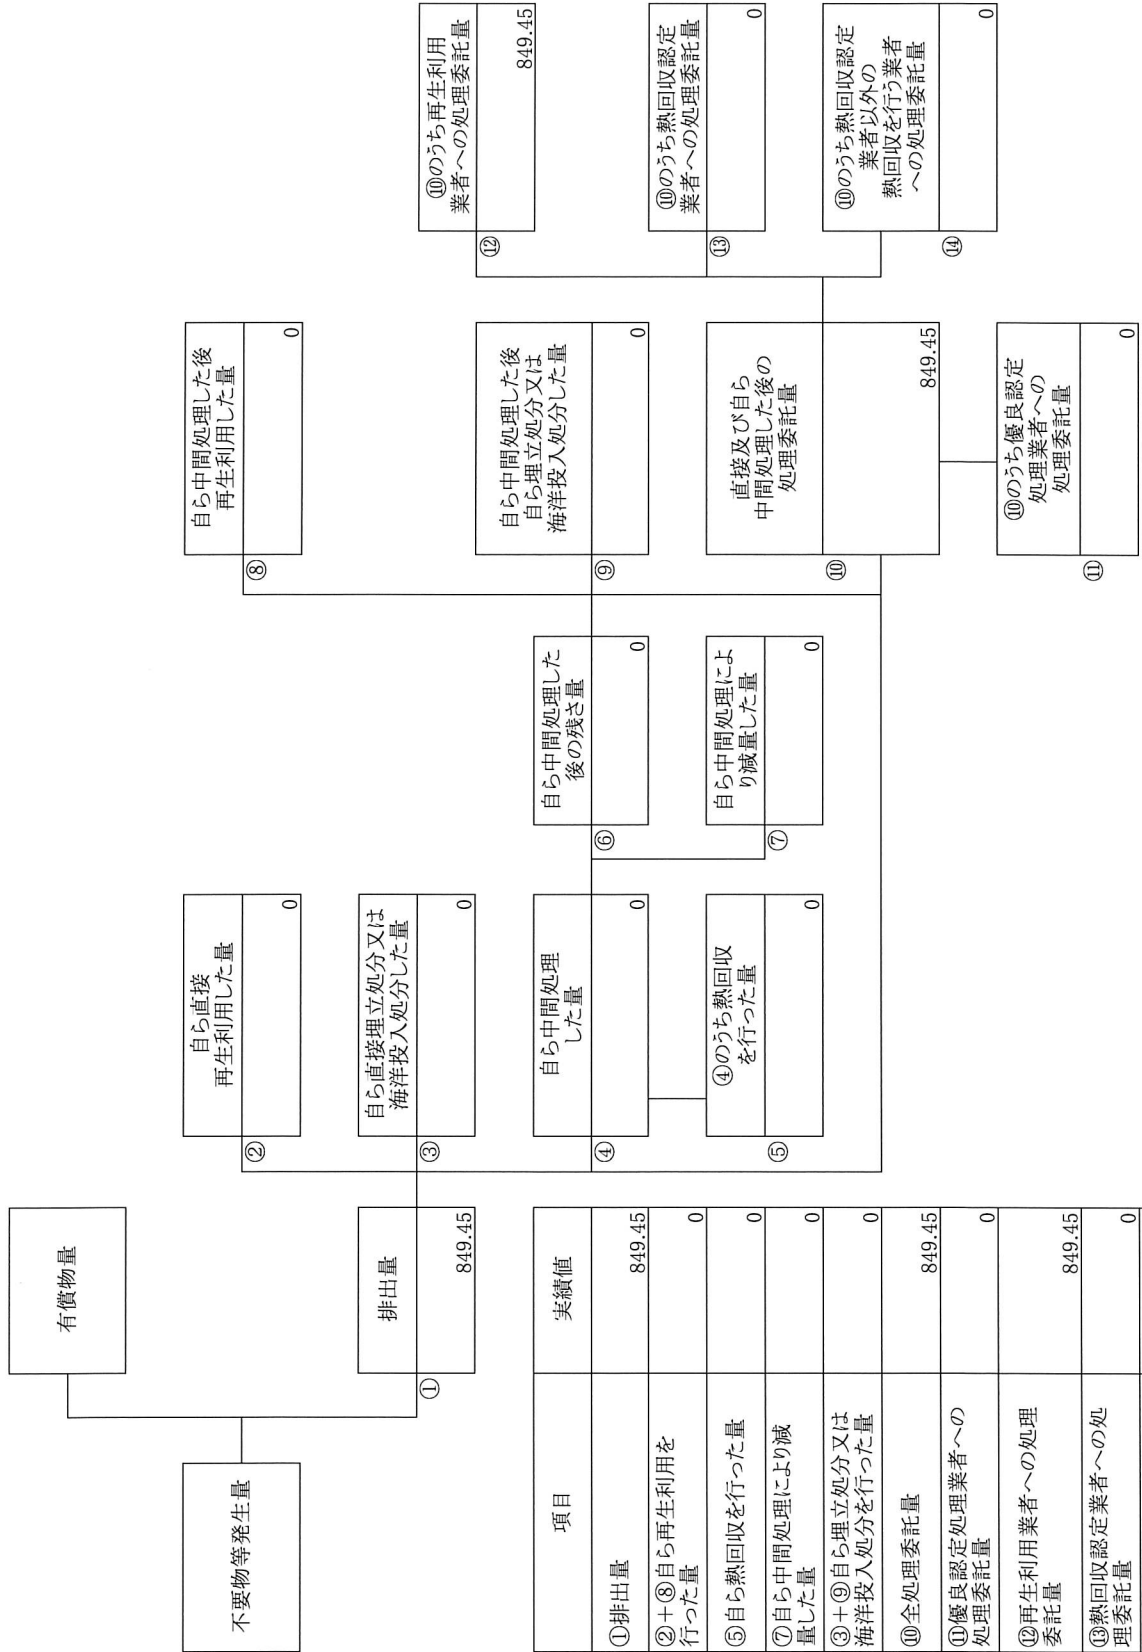 不要物等発生量
有償物量
①
排出量
849.45
②
自ら直接
再生利用した量
0
③
自ら直接埋立処分又は
海洋投入処分した量
0
④
自ら中間処理
した量
0
⑤
④のうち熱回収
を行った量
0
⑥
自ら中間処理した
後の残さ量
0
⑦
自ら中間処理によ
り減量した量
0
⑧
自ら中間処理した後
再生利用した量
0
⑨
自ら中間処理した後
自ら埋立処分又は
海洋投入処分した量
0
⑩
直接及び自ら
中間処理した後の
処理委託量
849.45
⑪
⑩のうち優良認定
処理業者への
処理委託量
0
⑫
⑩のうち再生利用
業者への処理委託量
849.45
⑬
⑩のうち熱回収認定
業者への処理委託量
0
⑭
⑩のうち熱回収認定
業者以外の
熱回収を行う業者
への処理委託量
0
項目 実績値
①排出量 849.45
②+⑧自ら再生利用を
行った量 0
⑤自ら熱回収を行った量 0
⑦自ら中間処理により減
量した量 0
③+⑨自ら埋立処分又は
海洋投入処分を行った量 0
⑩全処理委託量 849.45
⑪優良認定処理業者への
処理委託量 0
⑫再生利用業者への処理
委託量 849.45
⑬熱回収認定業者への処
理委託量 0